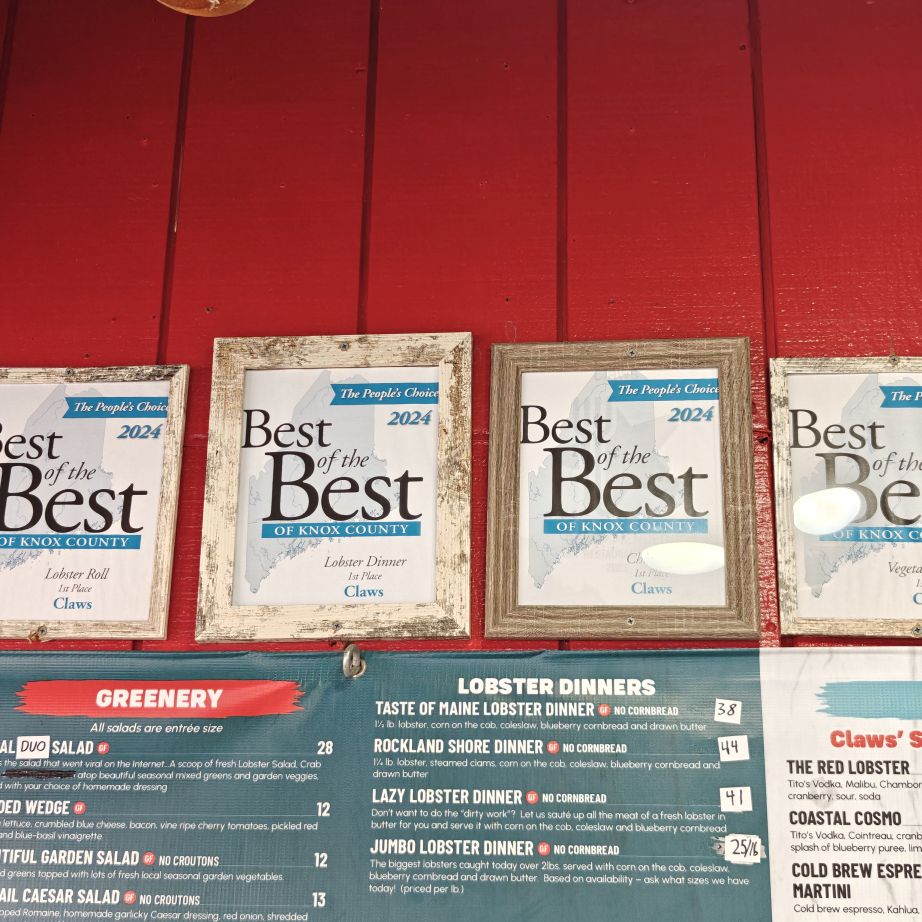 The People's Choice
2024
Best
of the
Best
OF KNOX COUNTY
Lobster Roll
1st Place
Claws
The People's Choice
2024
Best
of the
Best
OF KNOX COUNTY
Lobster Dinner
1st Place
Claws
The People's Choice
2024
Best
of the
Best
OF KNOX COUNTY
1st Place
Claws
Best
of the
GREENERY
All salads are entrée size
DUO SALAD GF 28
the salad that went viral on the Internet...A scoop of fresh Lobster Salad, Crab
atop beautiful seasonal mixed greens and garden veggies,
with your choice of homemade dressing
WEDGE GF 12
lettuce, crumbled blue cheese, bacon, vine ripe cherry tomatoes, pickled red
and blue-basil vinaigrette
GARDEN SALAD GF NO CROUTONS 12
greens topped with lots of fresh local seasonal garden vegetables.
CAESAR SALAD GF NO CROUTONS 13
Romaine, homemade garlicky Caesar dressing, red onion, shredded
LOBSTER DINNERS
TASTE OF MAINE LOBSTER DINNER GF NO CORNBREAD 38
lb. lobster, corn on the cob, coleslaw, blueberry cornbread and drawn butter
ROCKLAND SHORE DINNER GF NO CORNBREAD 44
1¼ lb. lobster, steamed clams, corn on the cob, coleslaw, blueberry cornbread and
drawn butter
LAZY LOBSTER DINNER GF NO CORNBREAD 41
Don't want to do the "dirty work"? Let us sauté up all the meat of a fresh lobster in
butter for you and serve it with corn on the cob, coleslaw and blueberry cornbread
JUMBO LOBSTER DINNER GF NO CORNBREAD 25/lb
The biggest lobsters caught today over 2lbs. served with corn on the cob, coleslaw,
blueberry cornbread and drawn butter. Based on availability – ask what sizes we have
today! (priced per lb.)
Claws'
THE RED LOBSTER
Tito's Vodka, Malibu,
cranberry, sour, soda
COASTAL COSMO
Tito's Vodka, Cointreau,
splash of blueberry puree,
COLD BREW
MARTINI
Cold brew espresso, Kahlua,